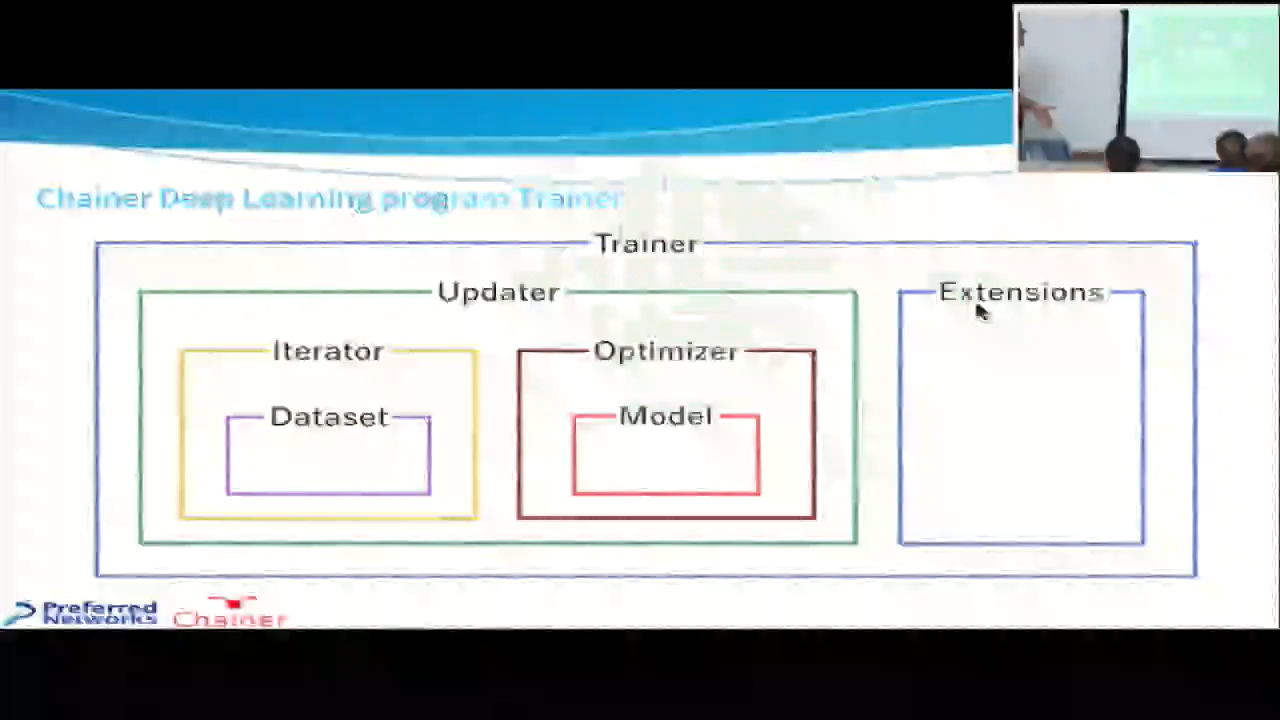 Chainer Deep Learning program Trainer
Trainer
Updater
Extensions
Iterator
Optimizer
Dataset
Model
Preferred
Networks
Chainer